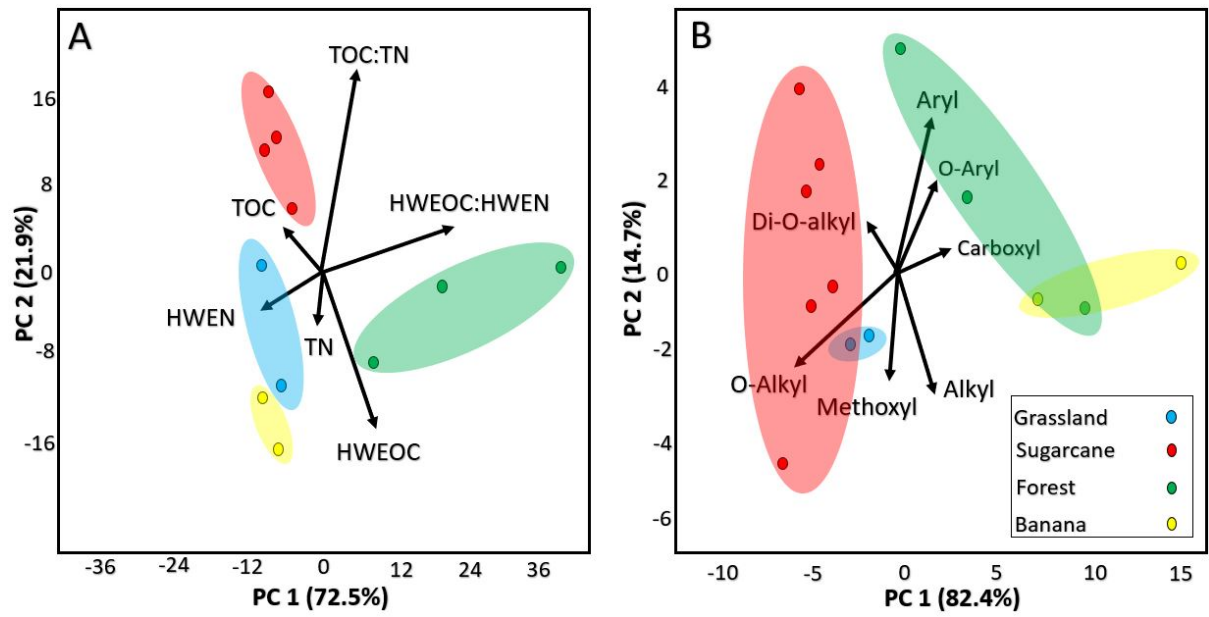 A
TOC:TN
16
8
TOC
HWEOC:HWEN
0
HWEN
TN
-8
-16
HWEOC
PC 2 (21.9%)
-36 -24 -12 0 12 24 36
PC 1 (72.5%)
B
4
Aryl
O-Aryl
2
Di-O-alkyl
Carboxyl
0
-2
O-Alkyl
Methoxyl
Alkyl
-4
-6
PC 2 (14.7%)
Grassland
Sugarcane
Forest
Banana
-10 -5 0 5 10 15
PC 1 (82.4%)